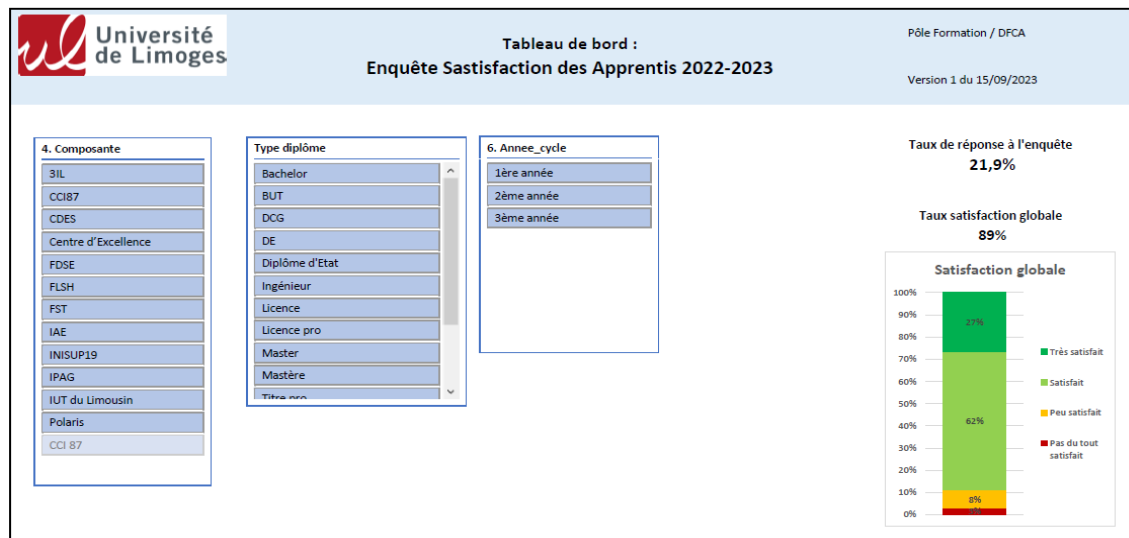 Université
de Limoges
Tableau de bord :
Enquête Sastisfaction des Apprentis 2022-2023
Pôle Formation / DFCA
Version 1 du 15/09/2023
4. Composante
3IL
CCI87
CDES
Centre d'Excellence
FDSE
FLSH
FST
IAE
INISUP19
IPAG
IUT du Limousin
Polaris
CCI 87
Type diplôme
Bachelor
BUT
DCG
DE
Diplôme d'Etat
Ingénieur
Licence
Licence pro
Master
Mastère
Titre pro
6. Annee_cycle
1ère année
2ème année
3ème année
Taux de réponse à l'enquête
21,9%
Taux satisfaction globale
89%
Satisfaction globale
100%
90%
80%
70%
60%
50%
40%
30%
20%
10%
0%
27%
62%
8%
Très satisfait
Satisfait
Peu satisfait
Pas du tout
satisfait